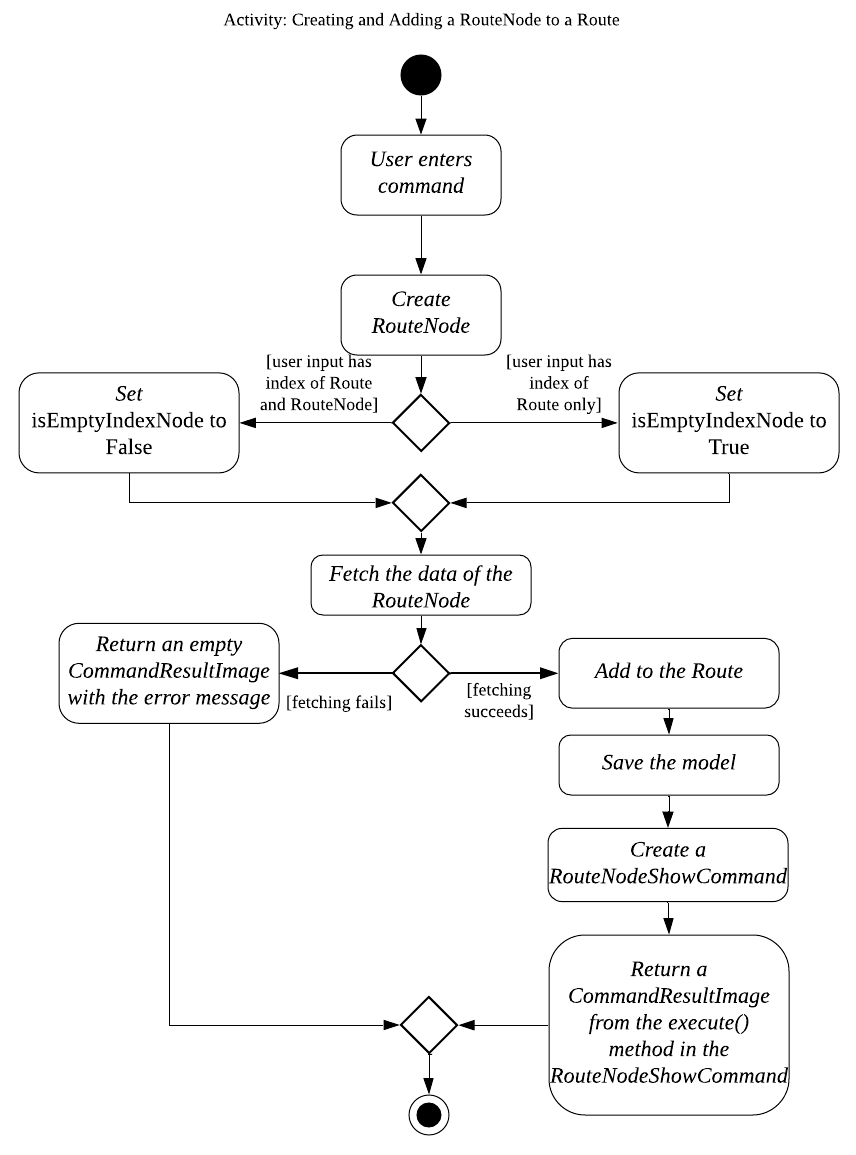 Activity: Creating and Adding a RouteNode to a Route
User enters
command
Create
RouteNode
[user input has
index of Route
and RouteNode]
[user input has
index of
Route only]
Set
isEmptyIndexNode to
False
Set
isEmptyIndexNode to
True
Fetch the data of the
RouteNode
Return an empty
CommandResultImage
with the error message
[fetching fails]
[fetching
succeeds]
Add to the Route
Save the model
Create a
RouteNodeShowCommand
Return a
CommandResultImage
from the execute()
method in the
RouteNodeShowCommand